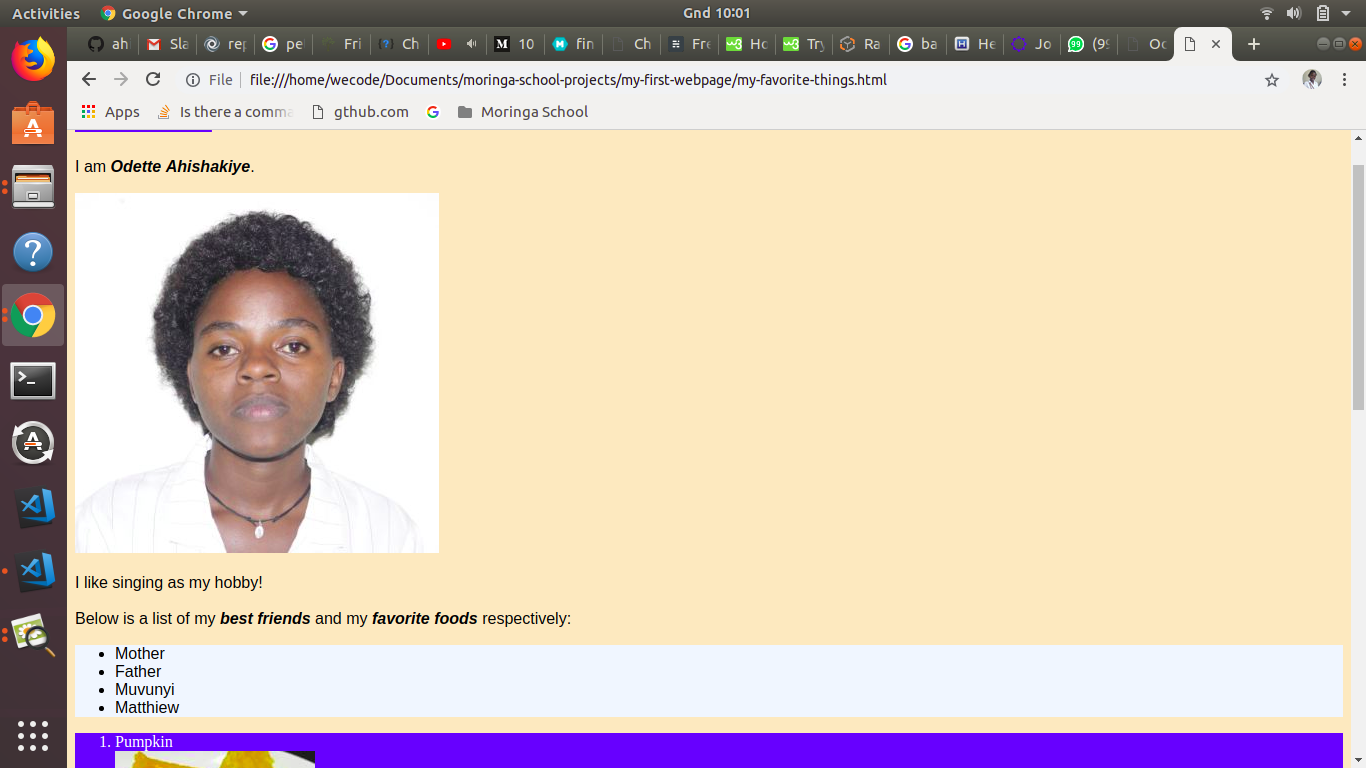 Activities Google Chrome Gnd 10:01
ah Sla rep pe Fri Ch 10 fin Ch Fre Ho Try Ra ba He Jo (99 Oc
File file:///home/wecode/Documents/moringa-school-projects/my-first-webpage/my-favorite-things.html
Apps Is there a comma gthub.com Moringa School
I am Odette Ahishakiye.
I like singing as my hobby!
Below is a list of my best friends and my favorite foods respectively:
Mother
Father
Muvunyi
Matthiew
1. Pumpkin